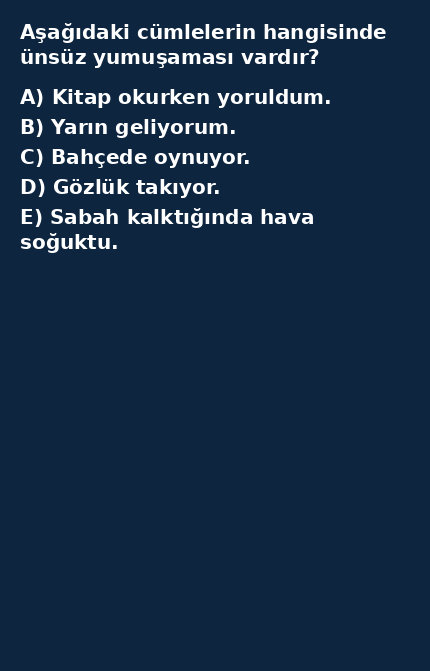 Aşağıdaki cümlelerin hangisinde
ünsüz yumuşaması vardır?
A) Kitap okurken yoruldum.
B) Yarın geliyorum.
C) Bahçede oynuyor.
D) Gözlük takıyor.
E) Sabah kalktığında hava
soğuktu.